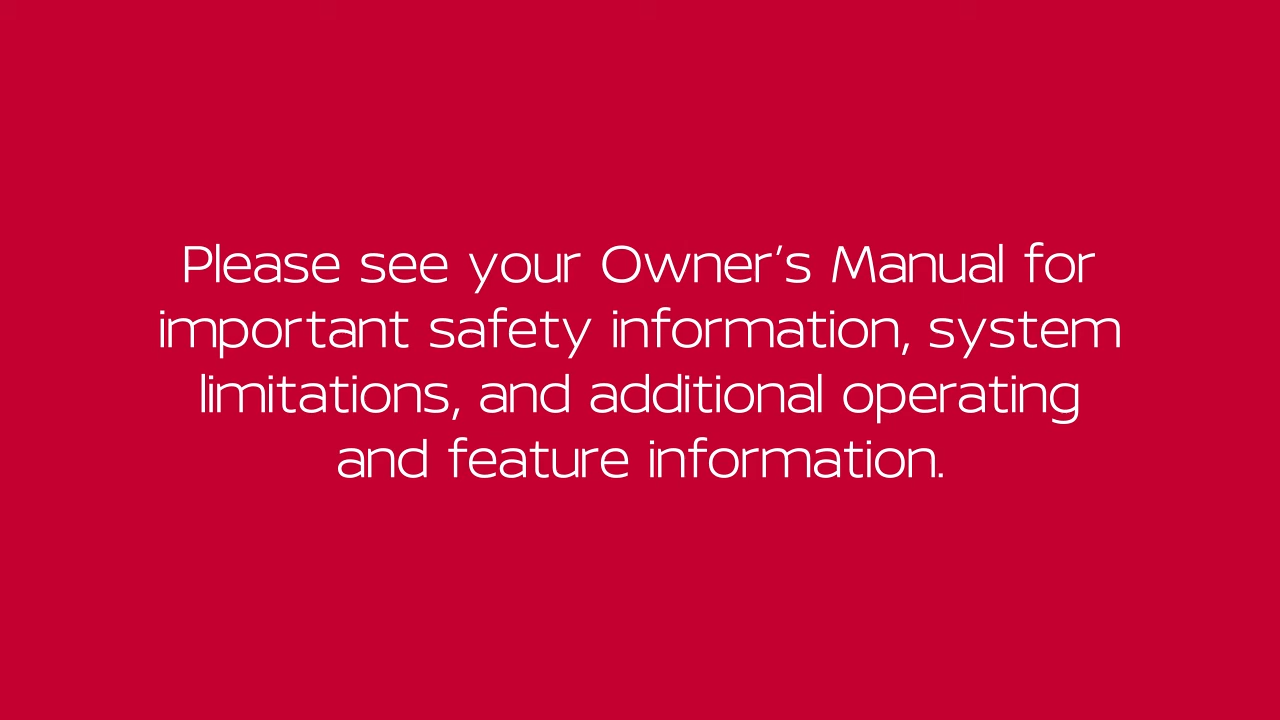 Please see your Owner’s Manual for
important safety information, system
limitations, and additional operating
and feature information.